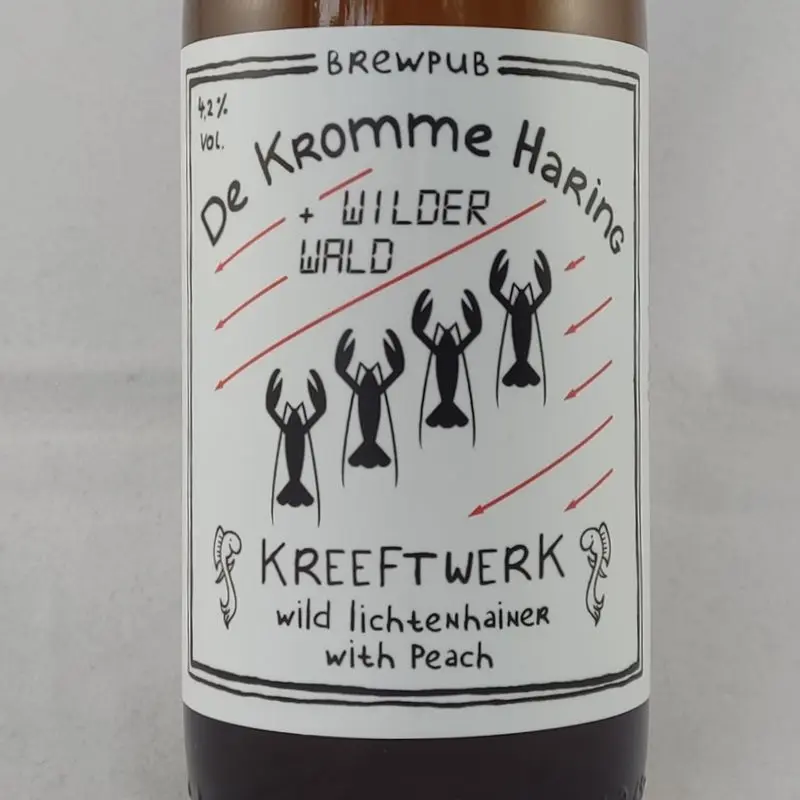 BREWPUB
4,2%
VOL.
De KROMME HARING
+ WILDER
WALD
KREEFTWERK
wild lichtenhainer
with Peach